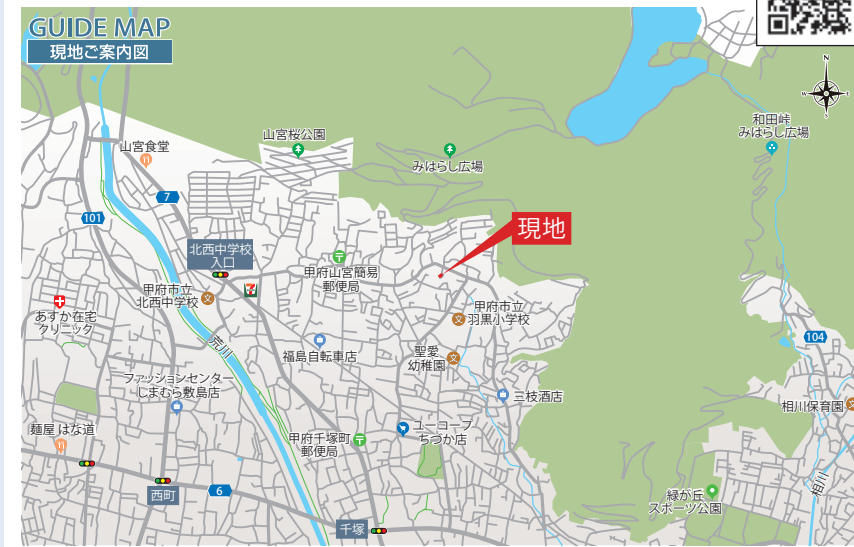 GUIDE MAP
現地ご案内図
N
W
E
S
和田峠
みはらし広場
山宮桜公園
山宮食堂
みはらし広場
7
101
現地
北西中学校
入口
甲府山宮簡易
郵便局
甲府市立
北西中学校
文
7
甲府市立
羽黒小学校
文
あすか在宅
クリニック
荒川
福島自転車店
聖愛
幼稚園
文
104
ファッションセンター
しまむら敷島店
三枝酒店
相川保育園
文
麺屋 はな道
甲府千塚町
郵便局
ユーコープ
ちづか店
相川
西町
6
緑が丘
スポーツ公園
千塚